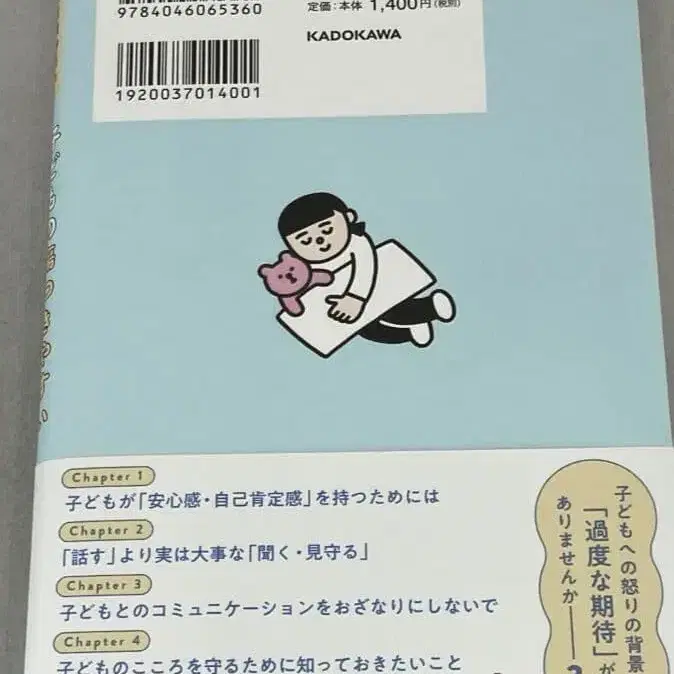 9784046065360
定価：本体1,400円（税別）
KADOKAWA
1920037014001
Chapter 1
子どもが「安心感・自己肯定感」を持つためには
Chapter 2
「話す」より実は大事な「聞く・見守る」
Chapter 3
子どもとのコミュニケーションをおざなりにしないで
Chapter 4
子どものこころを守るために知っておきたいこと
子どもへの怒りの背景
「過度な期待」が
ありませんか——?